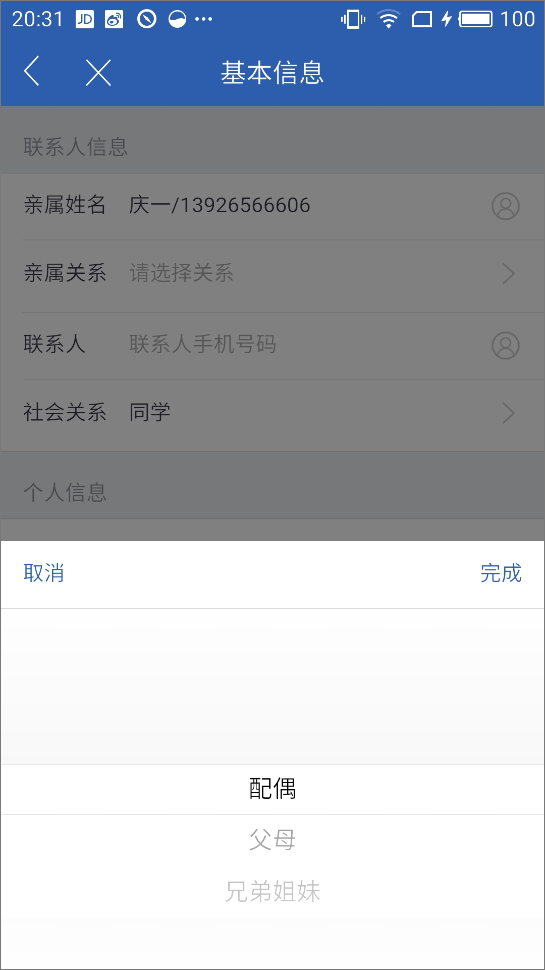 20:31 JD 100
基本信息
联系人信息
亲属姓名 庆一/13926566606
亲属关系 请选择关系
联系人 联系人手机号码
社会关系 同学
个人信息
取消 完成
配偶
父母
兄弟姐妹